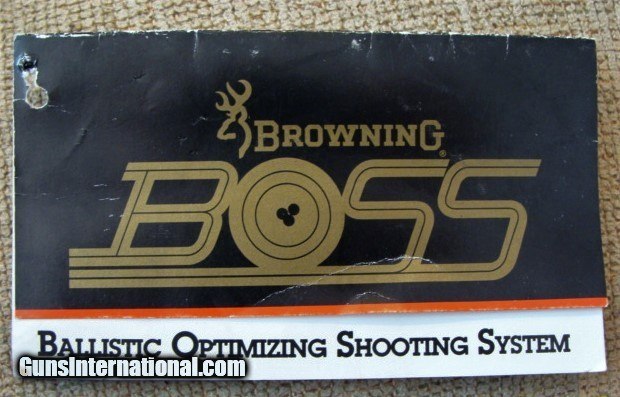 BROWNING®
BOSS
BALLISTIC OPTIMIZING SHOOTING SYSTEM
GunsInternational.com